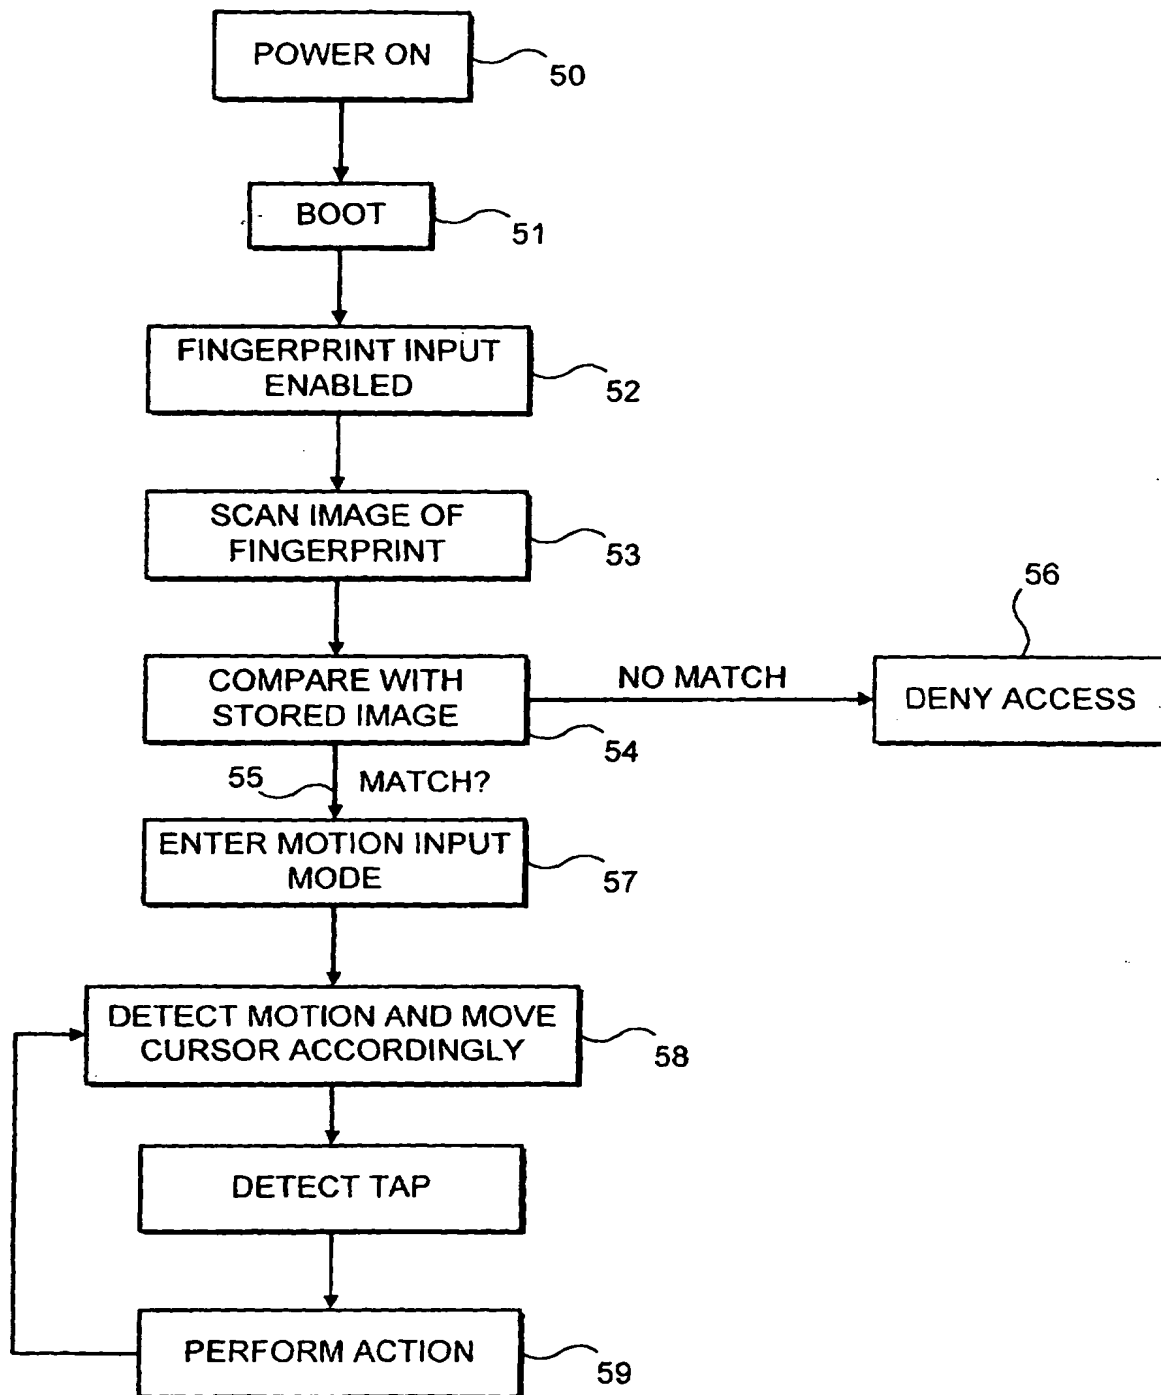 POWER ON
50
BOOT
51
FINGERPRINT INPUT
ENABLED
52
SCAN IMAGE OF
FINGERPRINT
53
56
COMPARE WITH
STORED IMAGE
54
NO MATCH
DENY ACCESS
55
MATCH?
ENTER MOTION INPUT
MODE
57
DETECT MOTION AND MOVE
CURSOR ACCORDINGLY
58
DETECT TAP
PERFORM ACTION
59